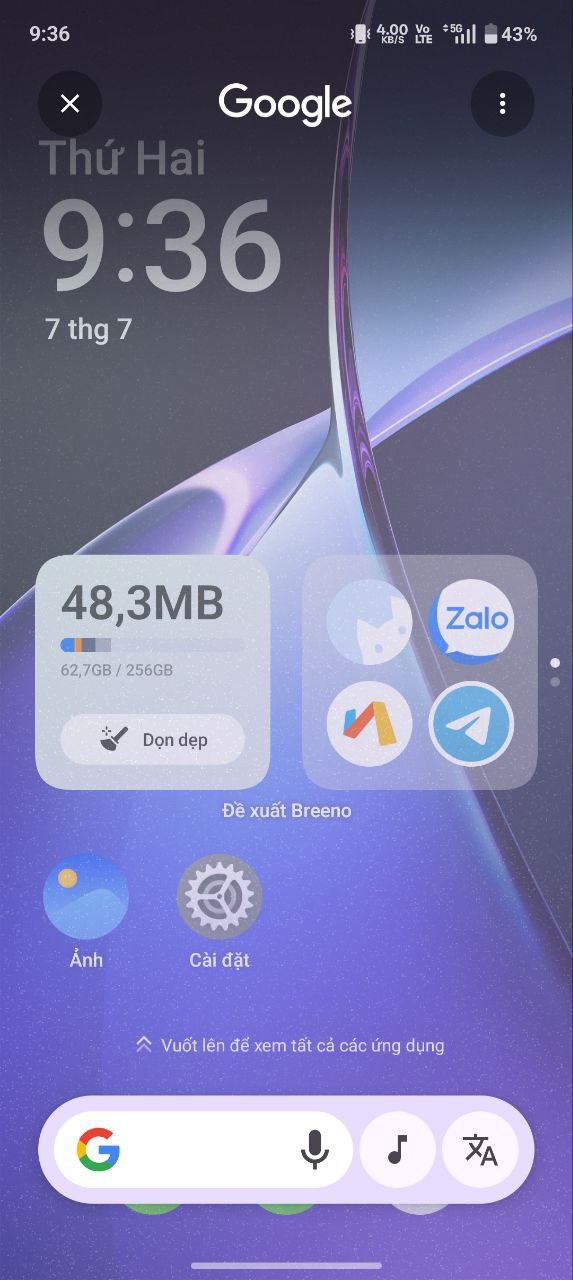 9:36
4.00 KB/S
Vo LTE
5G
43%
Google
Thứ Hai
9:36
7 thg 7
48,3MB
62,7GB / 256GB
Dọn dẹp
Zalo
Đề xuất Breeno
Ảnh
Cài đặt
Vuốt lên để xem tất cả các ứng dụng